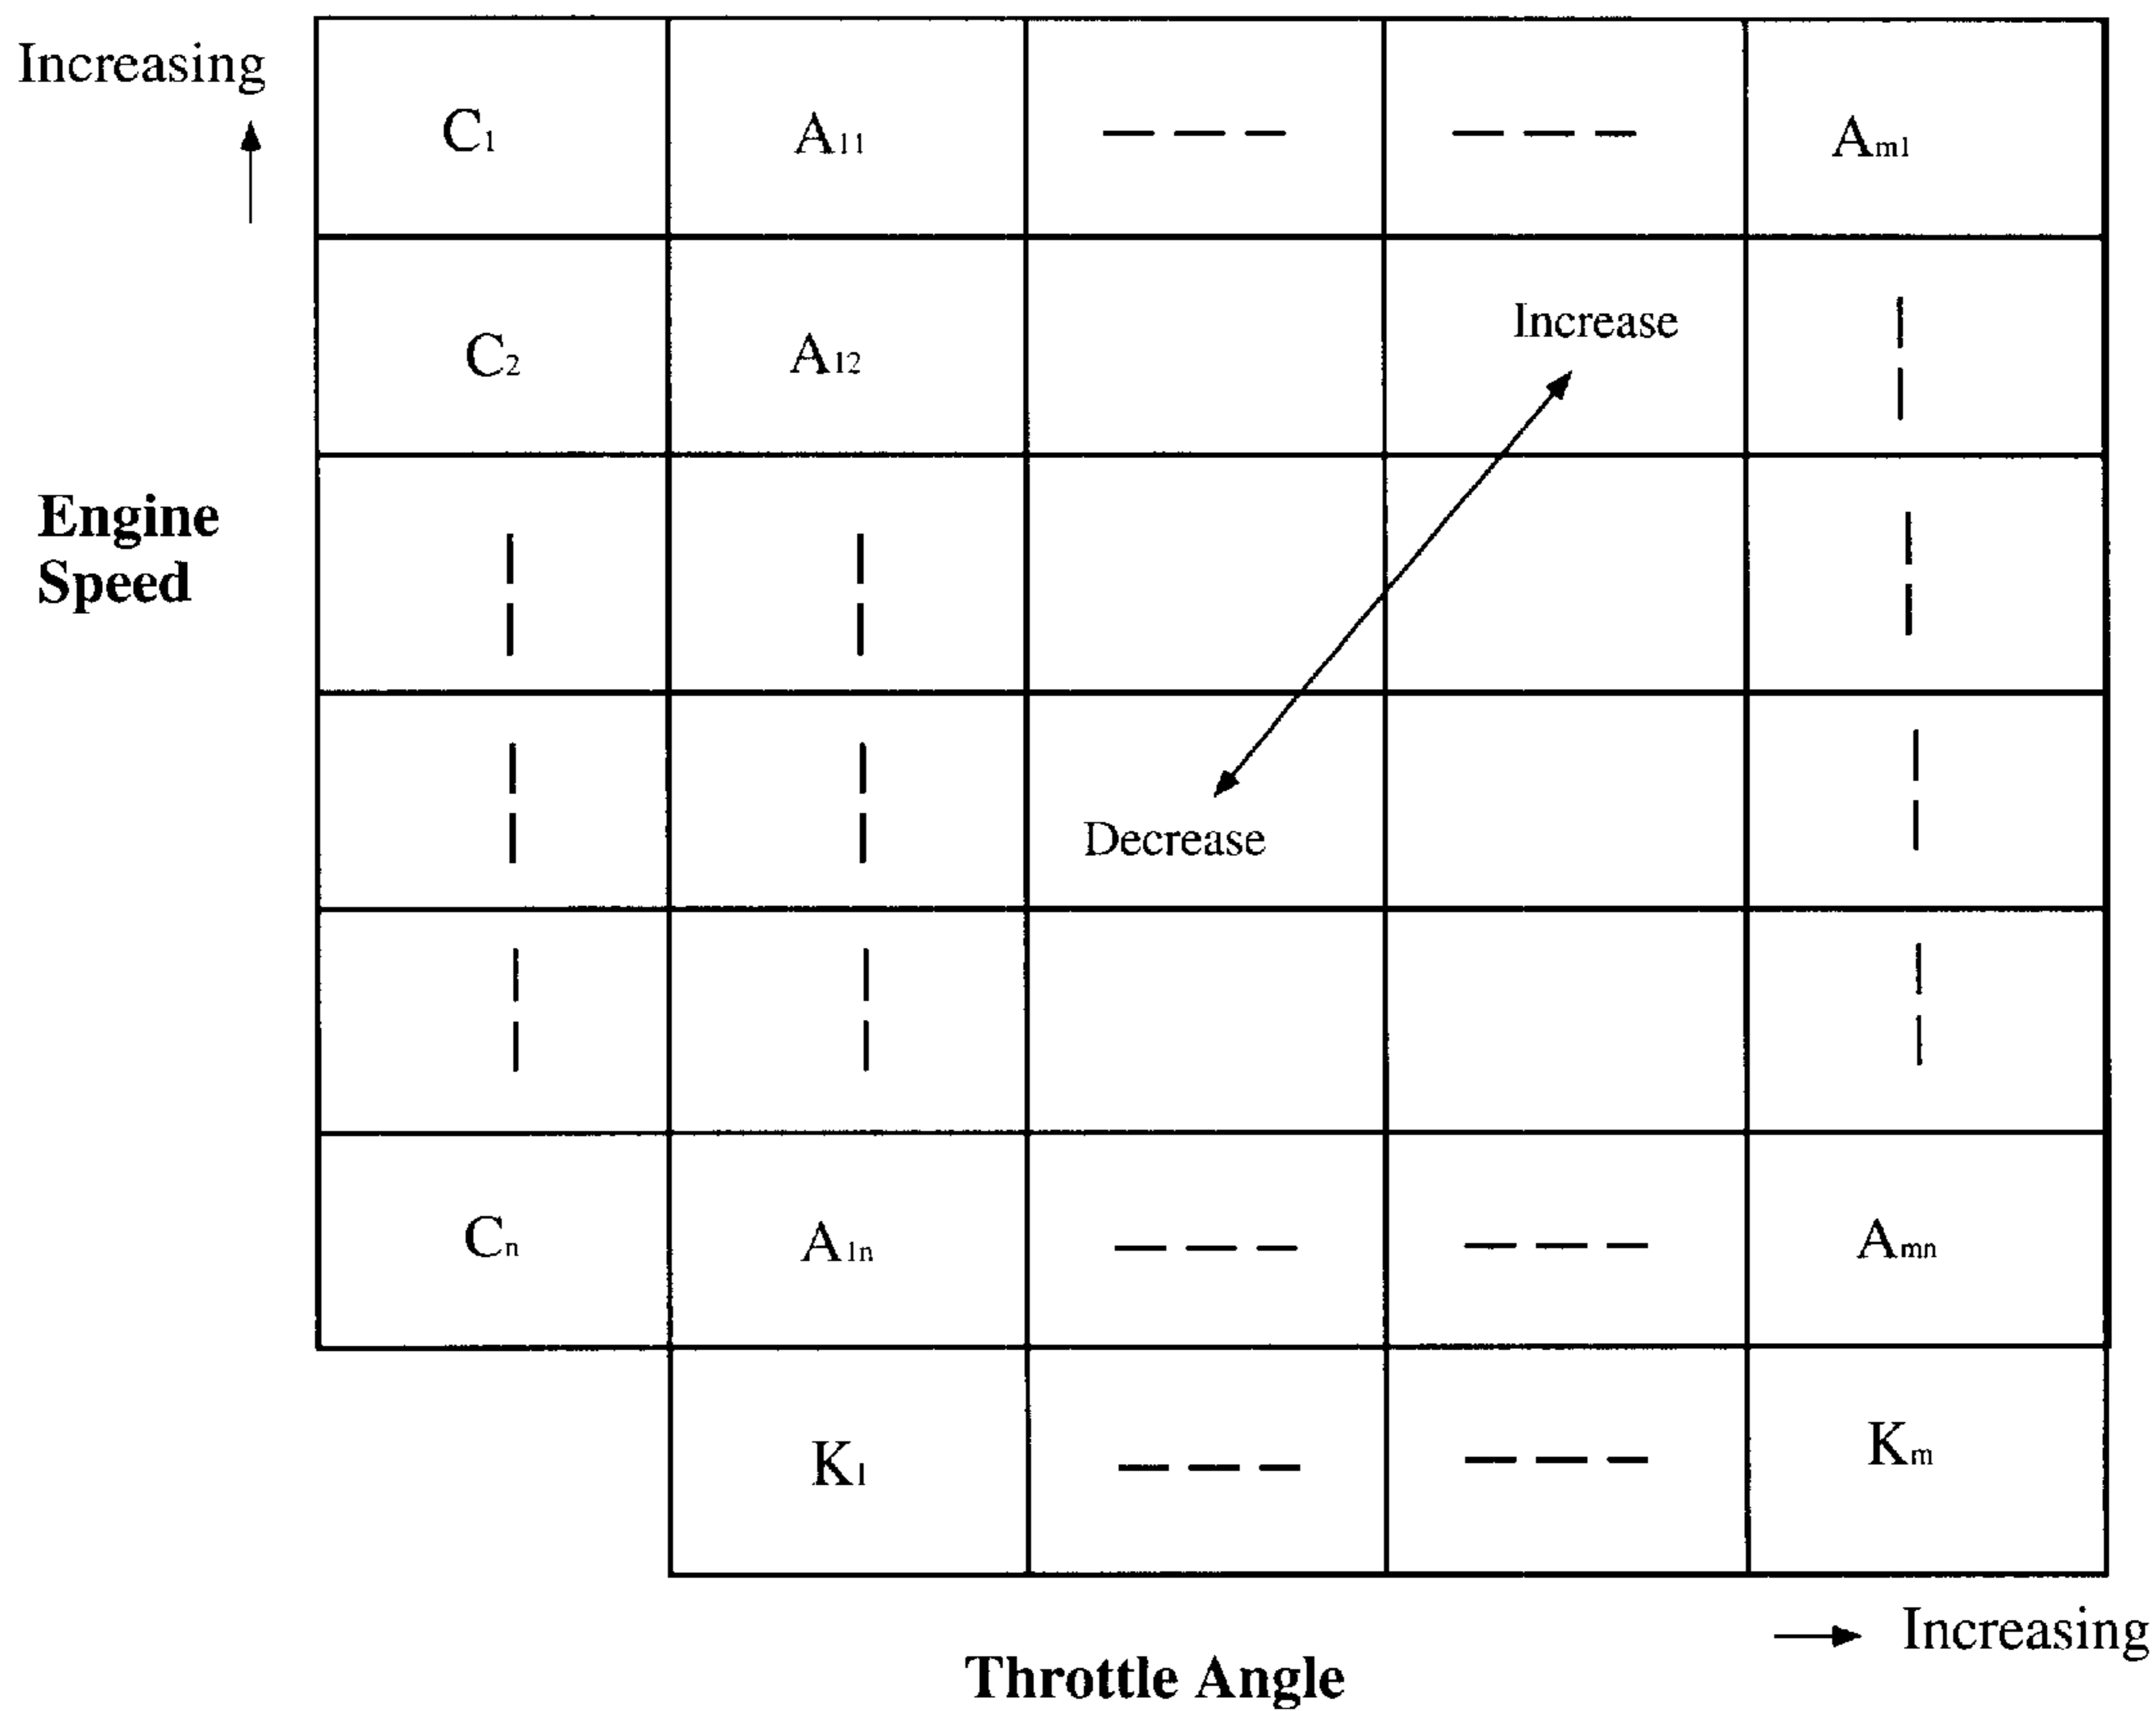 Increasing
C1 A11 Am1
C2 A12 Increase
Engine
Speed
Decrease
Cn A1n Amn
K1 Km
Increasing
Throttle Angle